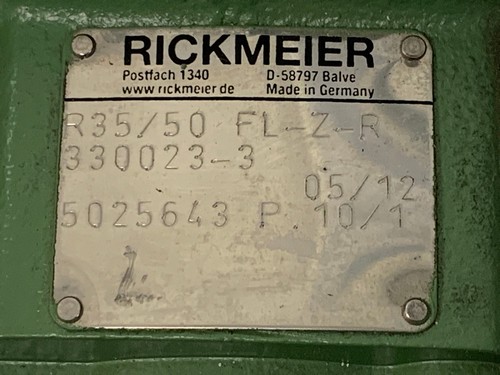 RICKMEIER
Postfach 1340 D-58797 Balve
www.rickmeier.de Made in Germany
R35/50 FL-Z-R
330023-3
05/12
5025643 P. 10/1